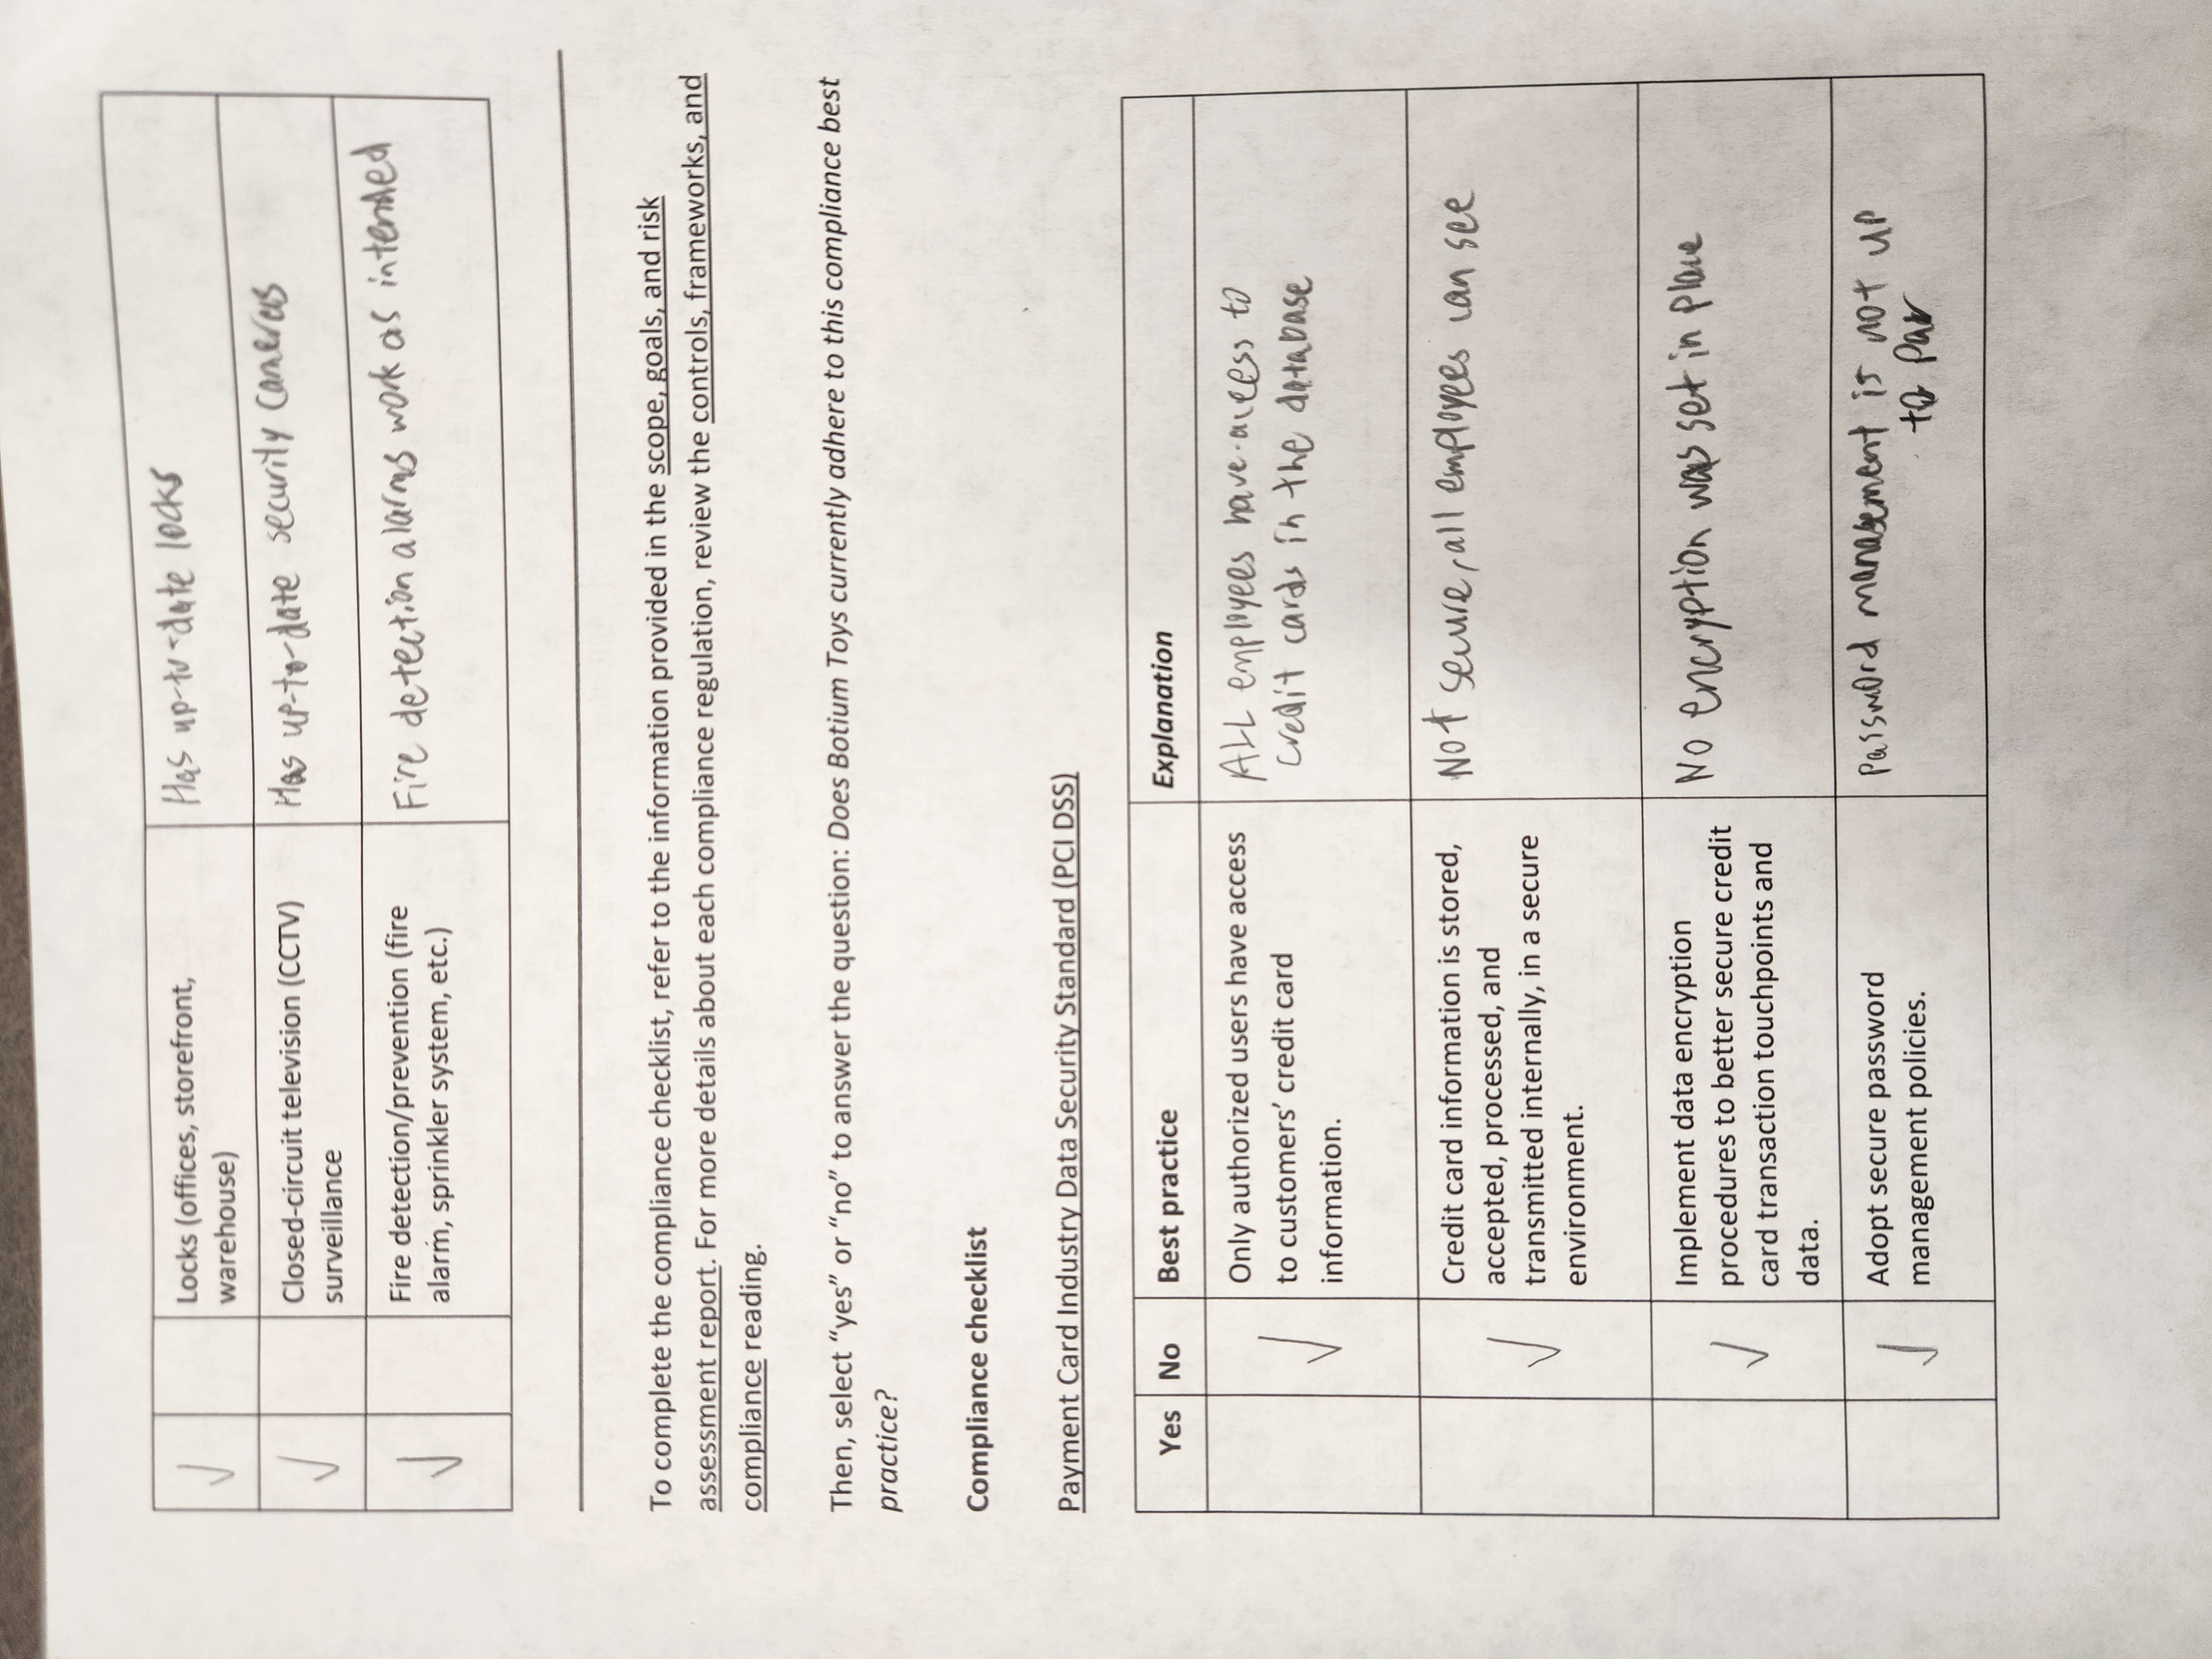 Locks (offices, storefront,
warehouse)
Has up-to-date locks
Closed-circuit television (CCTV)
surveillance
Has up-to-date security cameras
Fire detection/prevention (fire
alarm, sprinkler system, etc.)
Fire detection alarms work as intended
To complete the compliance checklist, refer to the information provided in the scope, goals, and risk
assessment report. For more details about each compliance regulation, review the controls, frameworks, and
compliance reading.
Then, select “yes” or “no” to answer the question: Does Botium Toys currently adhere to this compliance best
practice?
Compliance checklist
Payment Card Industry Data Security Standard (PCI DSS)
Yes No Best practice Explanation
Only authorized users have access
to customers’ credit card
information.
ALL employees have access to
credit cards in the database
Credit card information is stored,
accepted, processed, and
transmitted internally, in a secure
environment.
Not secure, all employees can see
Implement data encryption
procedures to better secure credit
card transaction touchpoints and
data.
No encryption was set in place
Adopt secure password
management policies.
Password management is not up
to par